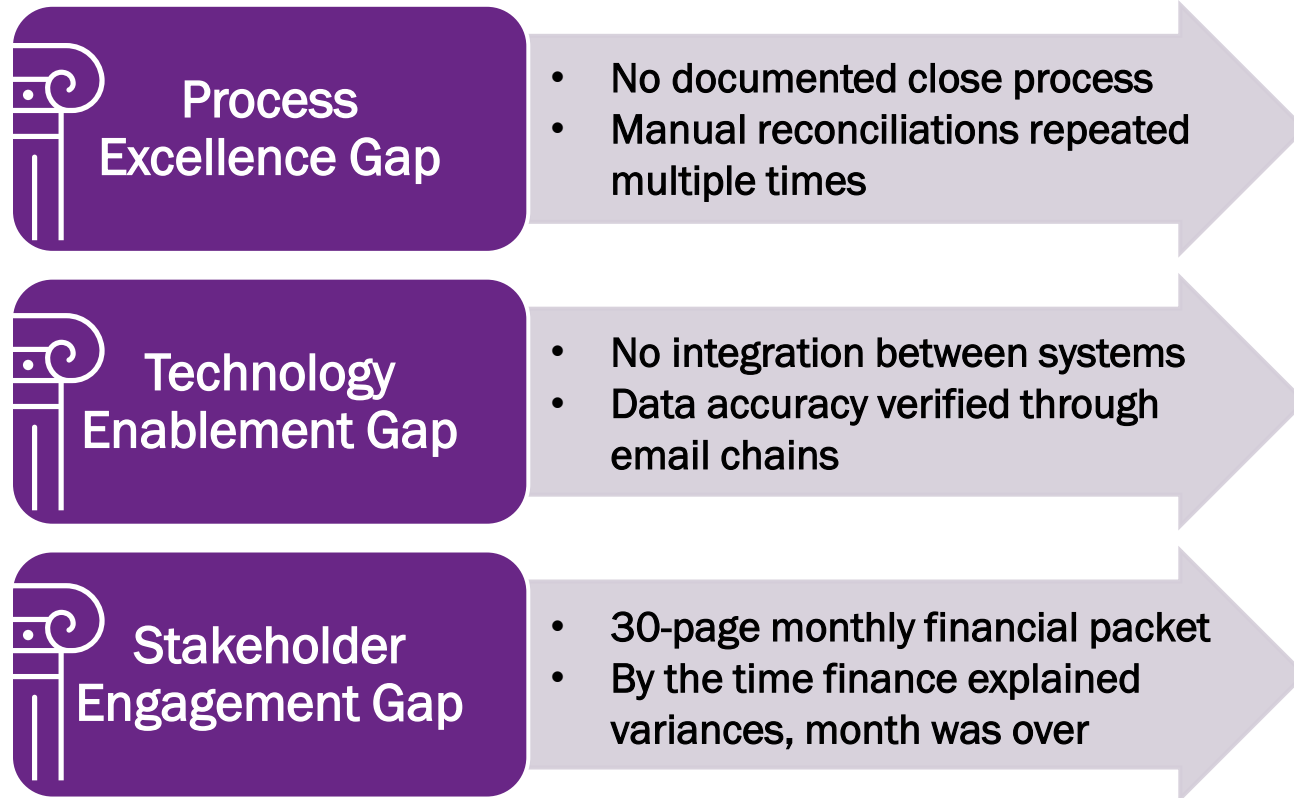 Process
Excellence Gap
• No documented close process
• Manual reconciliations repeated
multiple times
Technology
Enablement Gap
• No integration between systems
• Data accuracy verified through
email chains
Stakeholder
Engagement Gap
• 30-page monthly financial packet
• By the time finance explained
variances, month was over